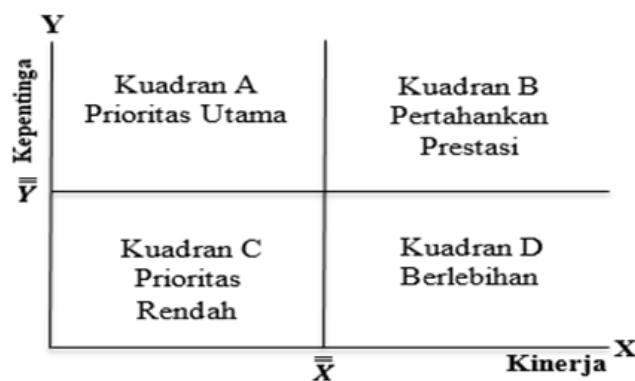 Y
Kuadran A
Prioritas Utama
Kuadran B
Pertahankan
Prestasi
Kepentinga
Y̿
Kuadran C
Prioritas
Rendah
Kuadran D
Berlebihan
X
X̿
Kinerja